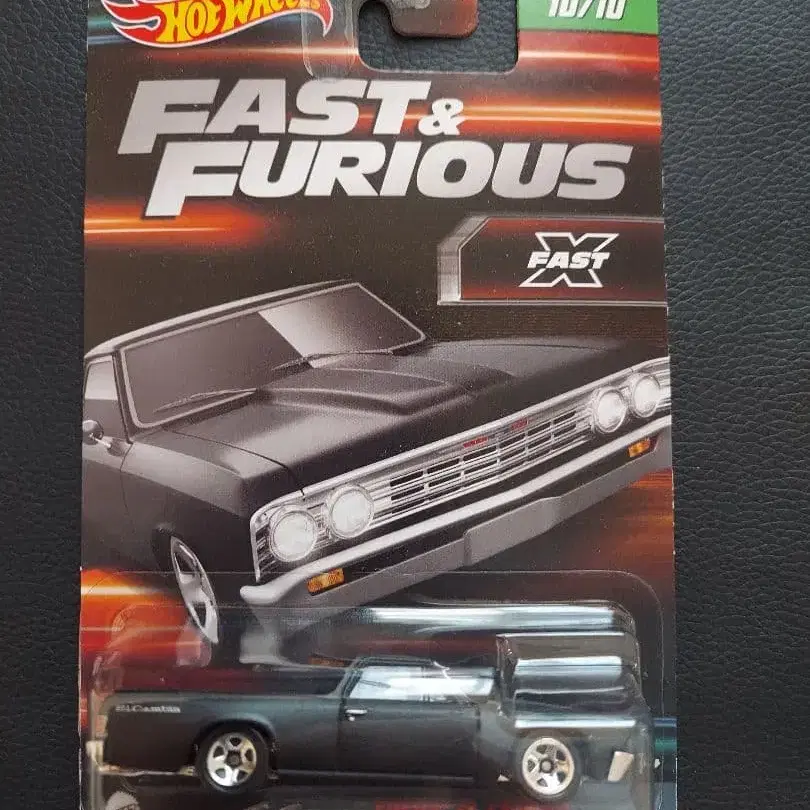 Hot Wheels
10/10
FAST &
FURIOUS
X
FAST
El Camino